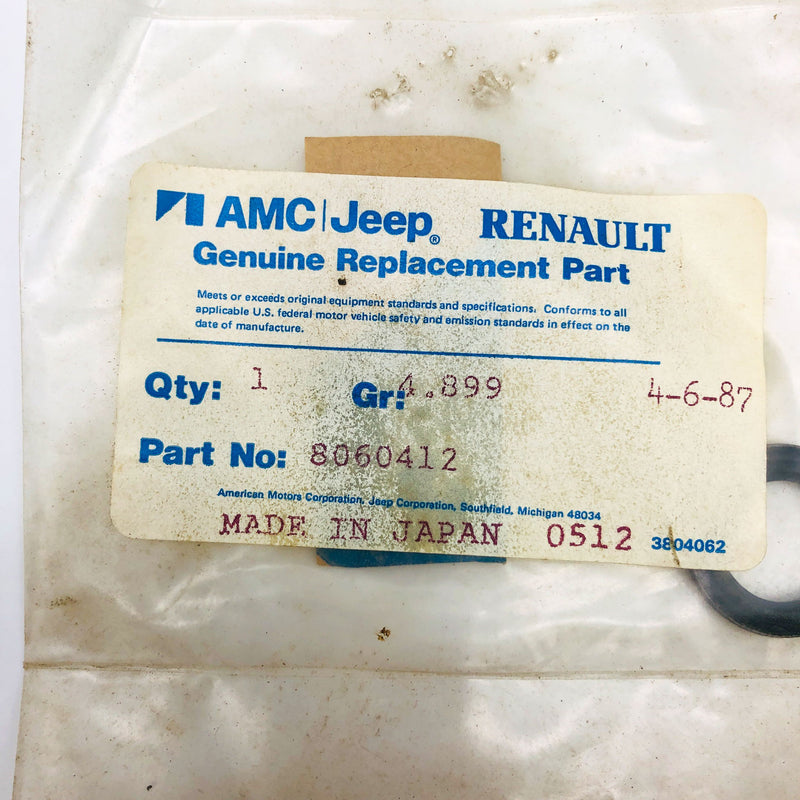 AMC|Jeep® RENAULT
Genuine Replacement Part
Meets or exceeds original equipment standards and specifications. Conforms to all
applicable U.S. federal motor vehicle safety and emission standards in effect on the
date of manufacture.
Qty: 1 Gr: 4.899 4-6-87
Part No: 8060412
American Motors Corporation, Jeep Corporation, Southfield, Michigan 48034
MADE IN JAPAN 0512 3804062